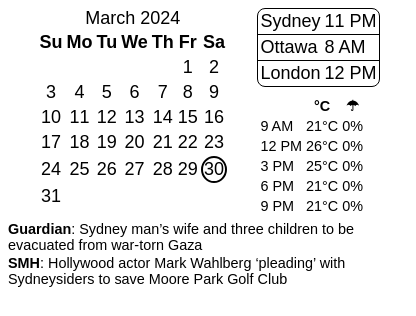 March 2024
Su Mo Tu We Th Fr Sa
1 2
3 4 5 6 7 8 9
10 11 12 13 14 15 16
17 18 19 20 21 22 23
24 25 26 27 28 29 30
31
Sydney 11 PM
Ottawa 8 AM
London 12 PM
°C ☂
9 AM 21°C 0%
12 PM 26°C 0%
3 PM 25°C 0%
6 PM 21°C 0%
9 PM 21°C 0%
Guardian: Sydney man’s wife and three children to be
evacuated from war-torn Gaza
SMH: Hollywood actor Mark Wahlberg ‘pleading’ with
Sydneysiders to save Moore Park Golf Club